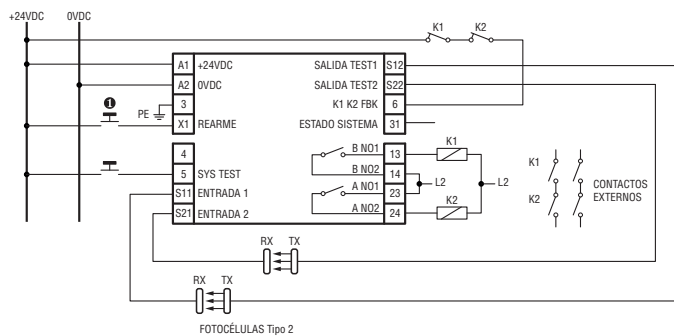 +24VDC 0VDC
K1 K2
A1 +24VDC SALIDA TEST1 S12
A2 0VDC SALIDA TEST2 S22
PE 3 K1 K2 FBK 6
❶ X1 REARME ESTADO SISTEMA 31
4 B NO1 13 K1
5 SYS TEST B NO2 14 L2 L2
S11 ENTRADA 1 A NO1 23
S21 ENTRADA 2 A NO2 24 K2
K1
K2
CONTACTOS
EXTERNOS
RX TX
RX TX
FOTOCÉLULAS Tipo 2